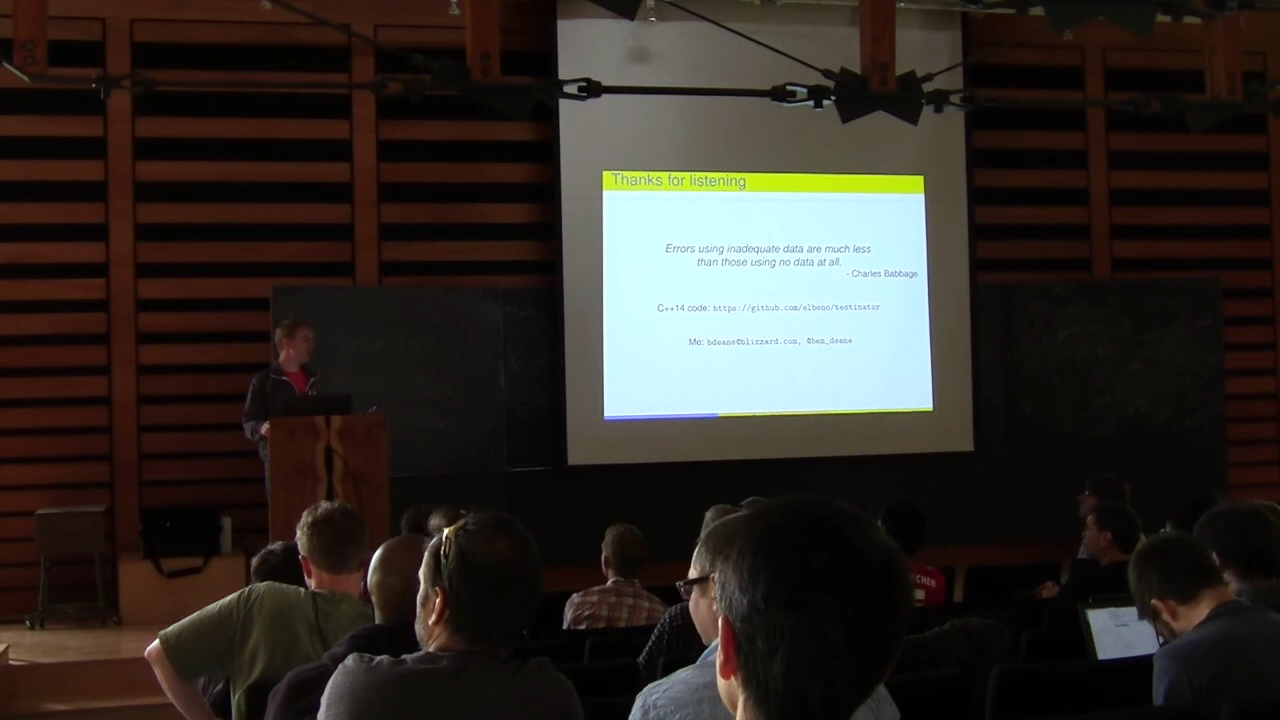 Thanks for listening
Errors using inadequate data are much less
than those using no data at all.
- Charles Babbage
C++14 code: https://github.com/elbeno/testinator
Me: bdeane@blizzard.com, @ben_deane
CHEN